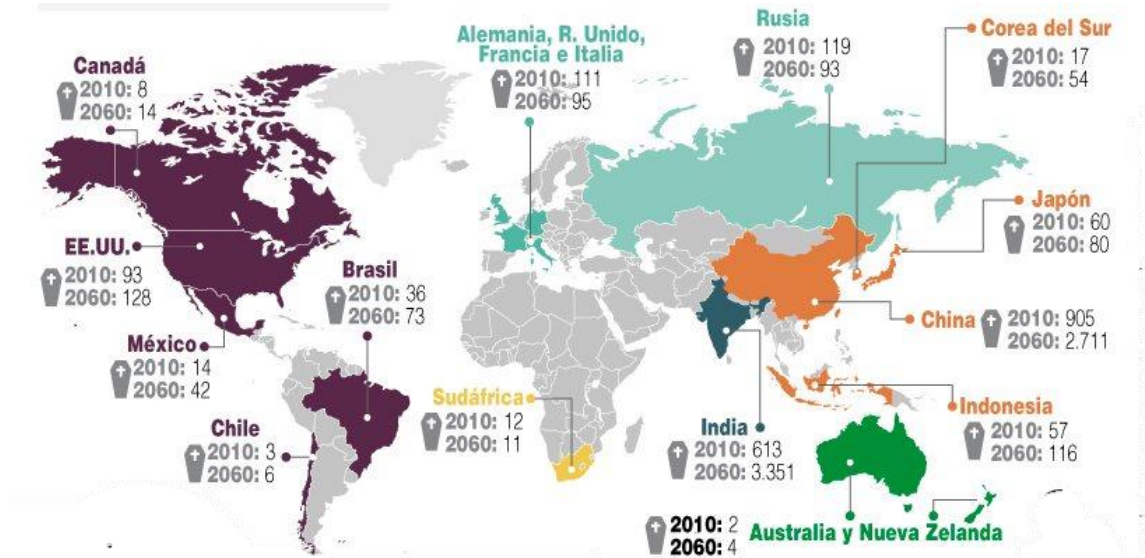 Canadá
2010: 8
2060: 14
Alemania, R. Unido,
Francia e Italia
2010: 111
2060: 95
Rusia
2010: 119
2060: 93
Corea del Sur
2010: 17
2060: 54
Japón
2010: 60
2060: 80
EE.UU.
2010: 93
2060: 128
Brasil
2010: 36
2060: 73
China
2010: 905
2060: 2.711
México
2010: 14
2060: 42
Sudáfrica
2010: 12
2060: 11
India
2010: 613
2060: 3.351
Indonesia
2010: 57
2060: 116
Chile
2010: 3
2060: 6
2010: 2
2060: 4
Australia y Nueva Zelanda